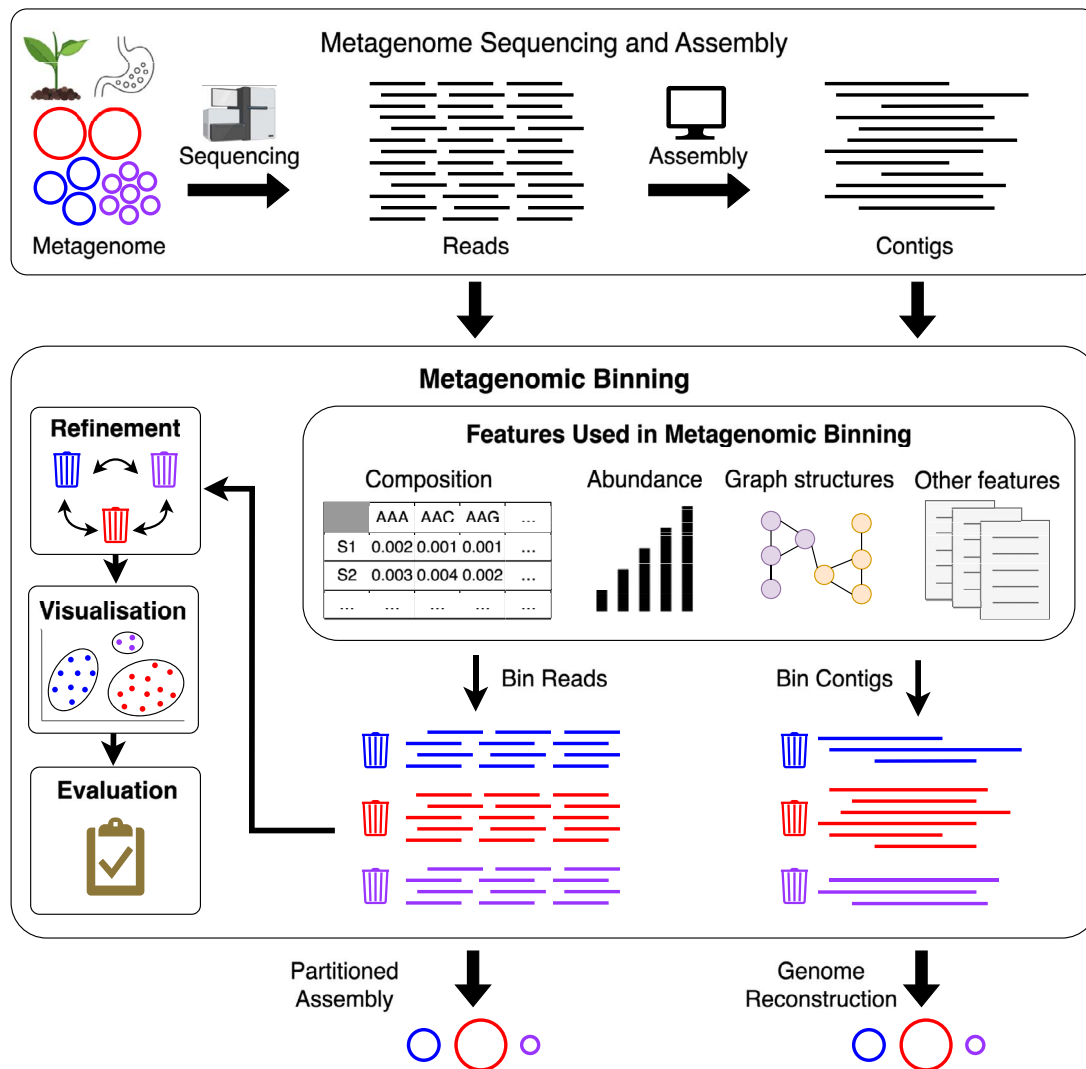 Metagenome Sequencing and Assembly
Sequencing
Assembly
Metagenome
Reads
Contigs
Metagenomic Binning
Refinement
Visualisation
Evaluation
Features Used in Metagenomic Binning
Composition
Abundance
Graph structures
Other features
AAA AAC AAG ...
S1 0.002 0.001 0.001 ...
S2 0.003 0.004 0.002 ...
... ... ... ... ...
Bin Reads
Bin Contigs
Partitioned
Assembly
Genome
Reconstruction